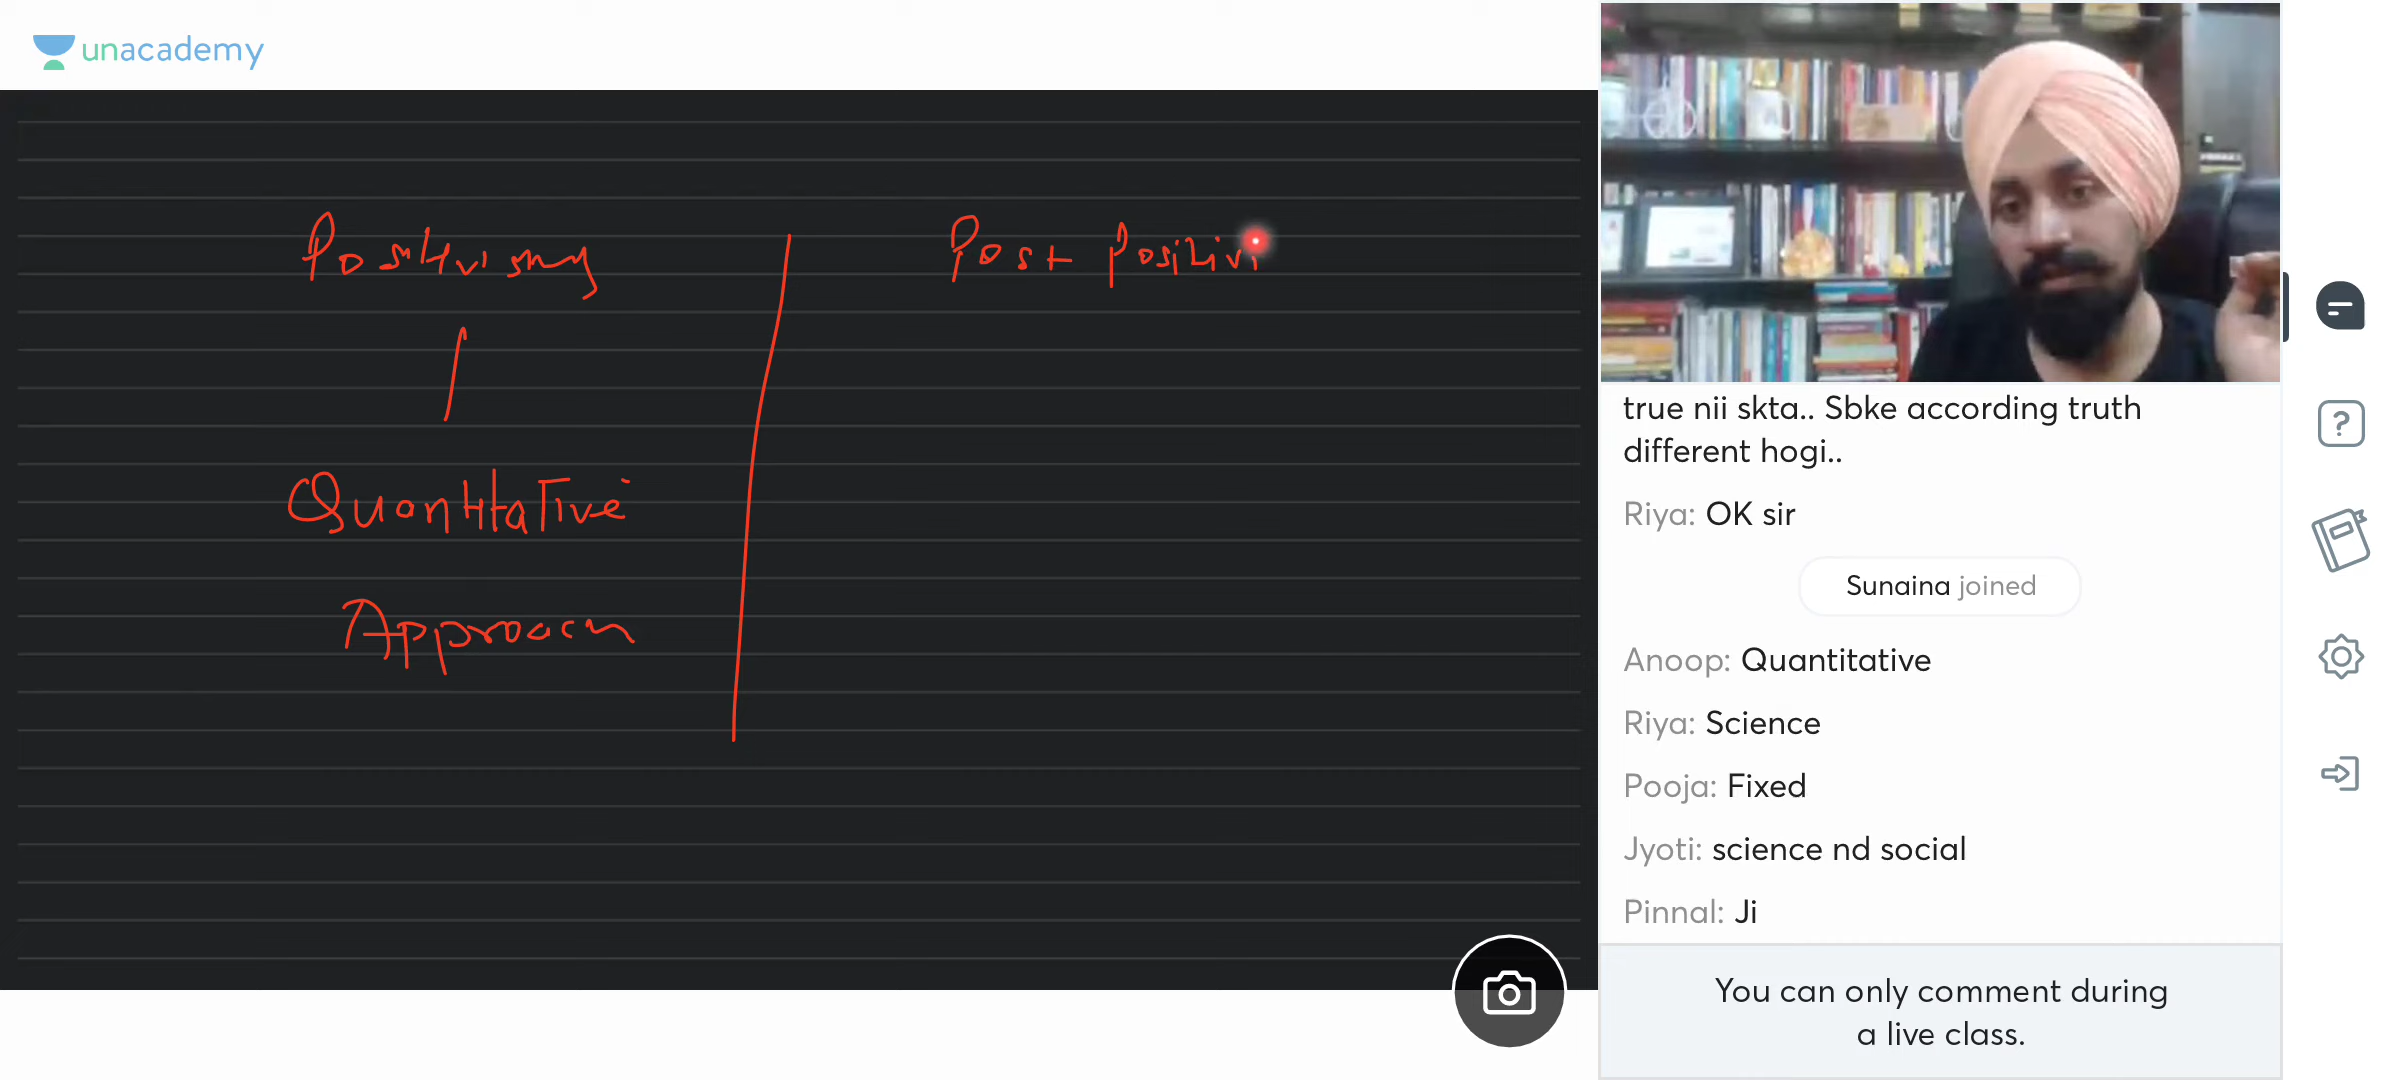 unacademy
Positivism
Post Positivi
Quantitative
Approach
true nii skta.. Sbke according truth
different hogi..
Riya: OK sir
Sunaina joined
Anoop: Quantitative
Riya: Science
Pooja: Fixed
Jyoti: science nd social
Pinnal: Ji
You can only comment during
a live class.